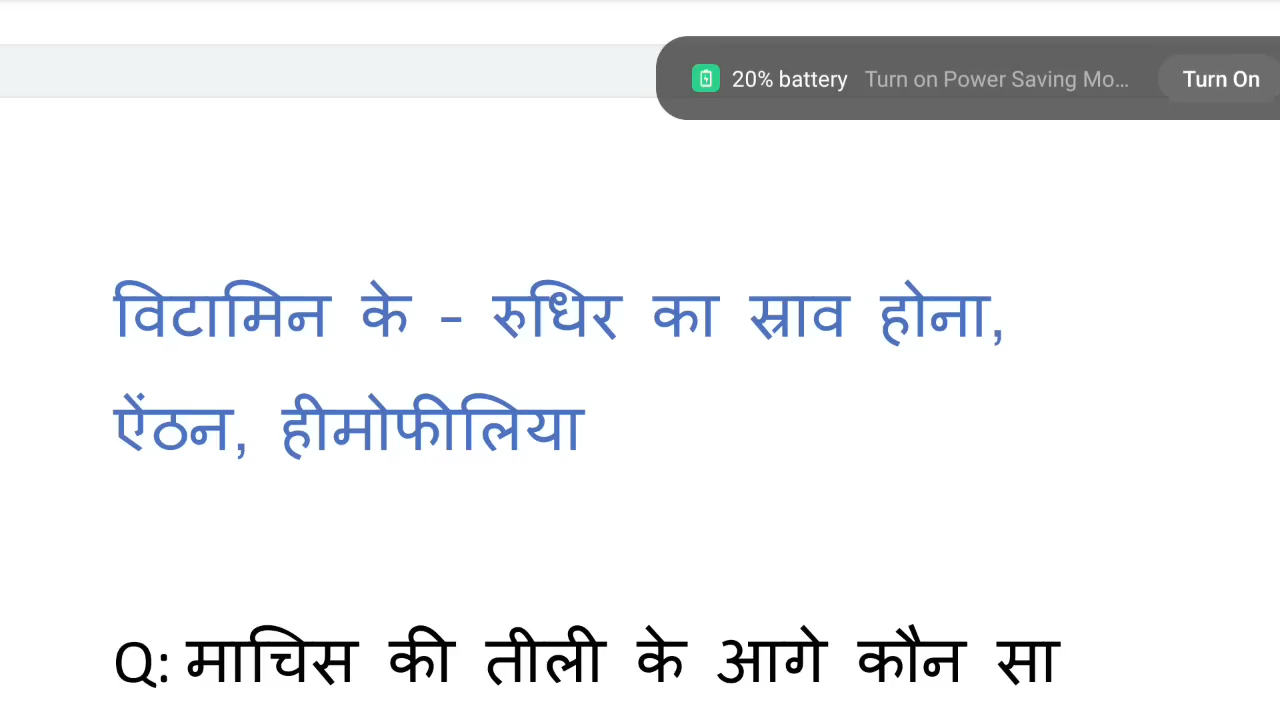 20% battery Turn on Power Saving Mo... Turn On
विटामिन के - रुधिर का स्राव होना,
ऐंठन, हीमोफीलिया
Q: माचिस की तीली के आगे कौन सा